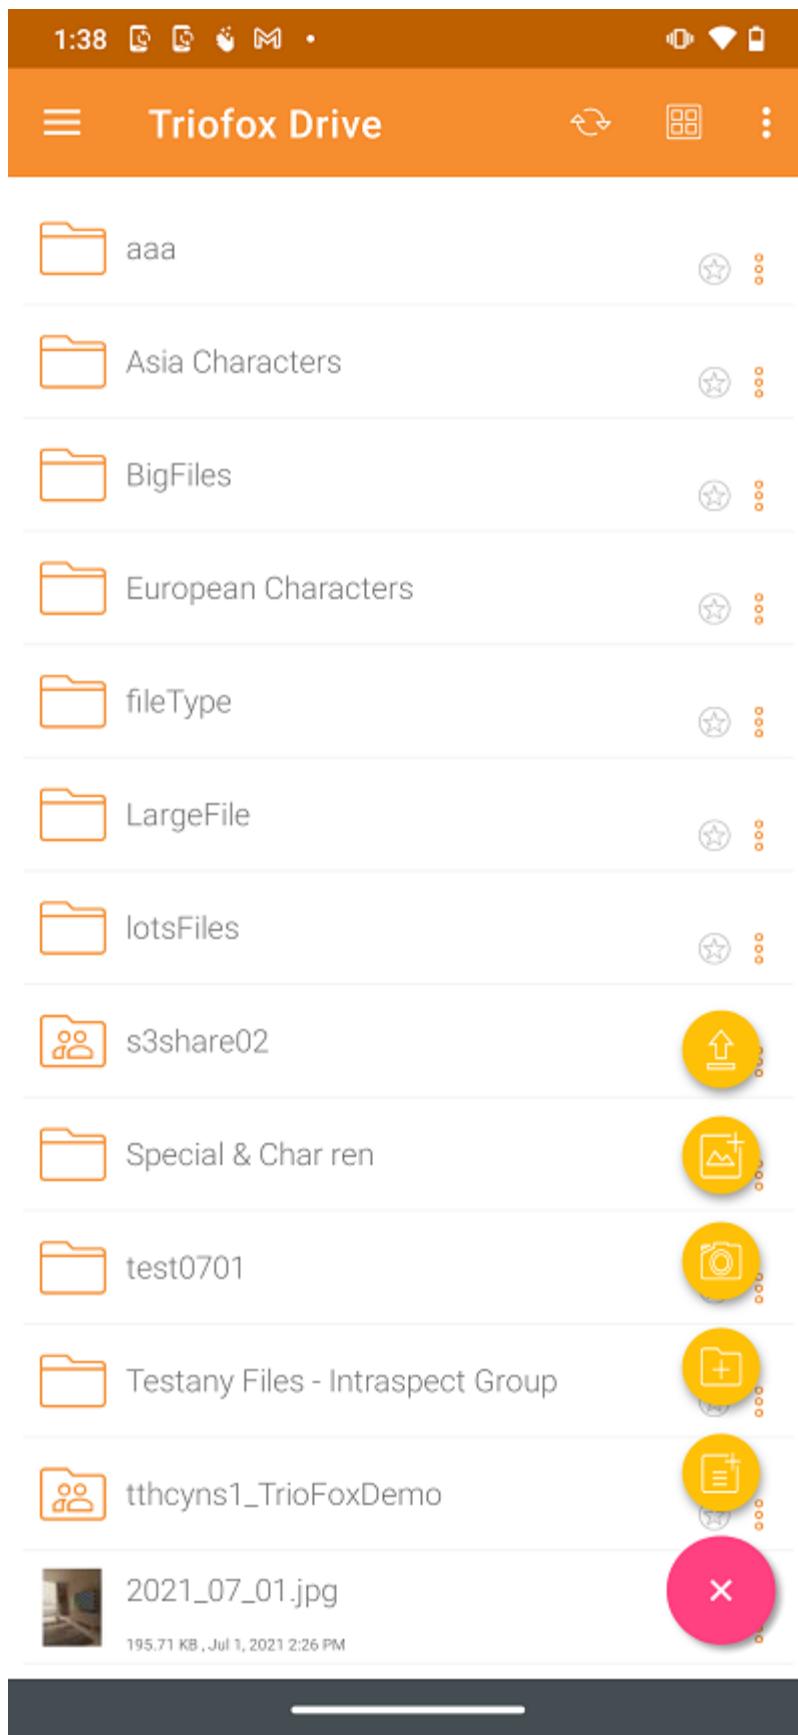 1:38
Triofox Drive
aaa
Asia Characters
BigFiles
European Characters
fileType
LargeFile
lotsFiles
s3share02
Special & Char ren
test0701
Testany Files - Intraspect Group
tthcyns1_TrioFoxDemo
2021_07_01.jpg
195.71 KB , Jul 1, 2021 2:26 PM